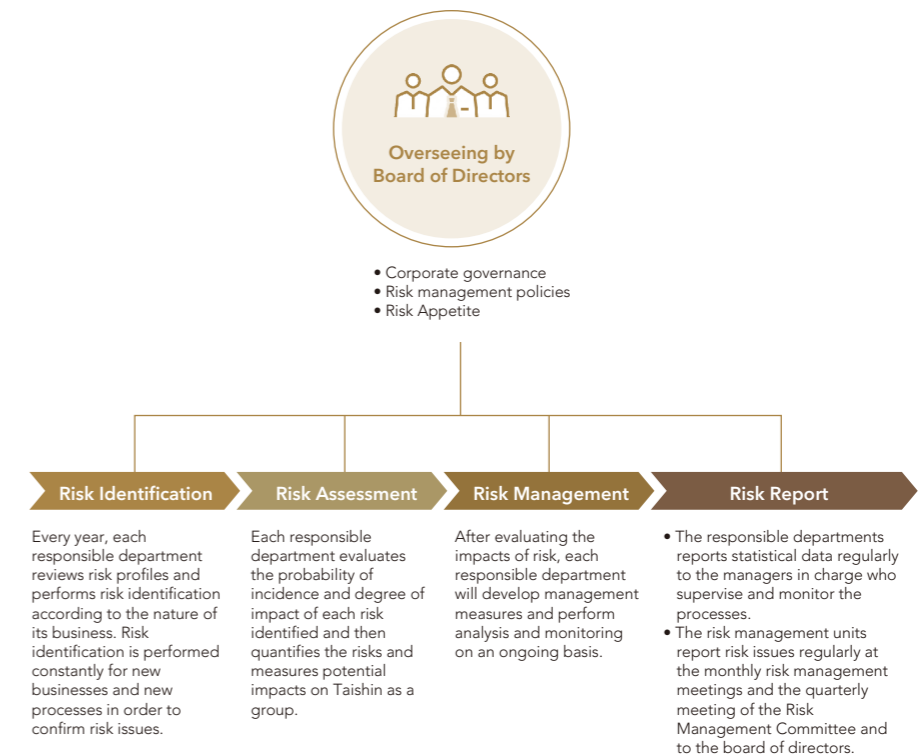 Overseeing by
Board of Directors
• Corporate governance
• Risk management policies
• Risk Appetite
Risk Identification
Every year, each
responsible department
reviews risk profiles and
performs risk identification
according to the nature of
its business. Risk
identification is performed
constantly for new
businesses and new
processes in order to
confirm risk issues.
Risk Assessment
Each responsible
department evaluates
the probability of
incidence and degree of
impact of each risk
identified and then
quantifies the risks and
measures potential
impacts on Taishin as a
group.
Risk Management
After evaluating the
impacts of risk, each
responsible department
will develop management
measures and perform
analysis and monitoring
on an ongoing basis.
Risk Report
• The responsible departments
reports statistical data regularly
to the managers in charge who
supervise and monitor the
processes.
• The risk management units
report risk issues regularly at
the monthly risk management
meetings and the quarterly
meeting of the Risk
Management Committee and
to the board of directors.